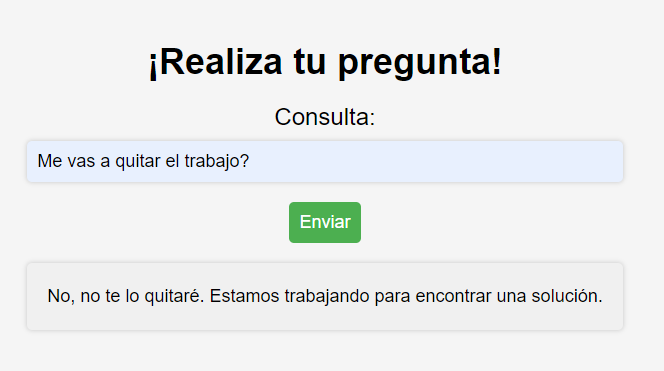 ¡Realiza tu pregunta!
Consulta:
Me vas a quitar el trabajo?
Enviar
No, no te lo quitaré. Estamos trabajando para encontrar una solución.